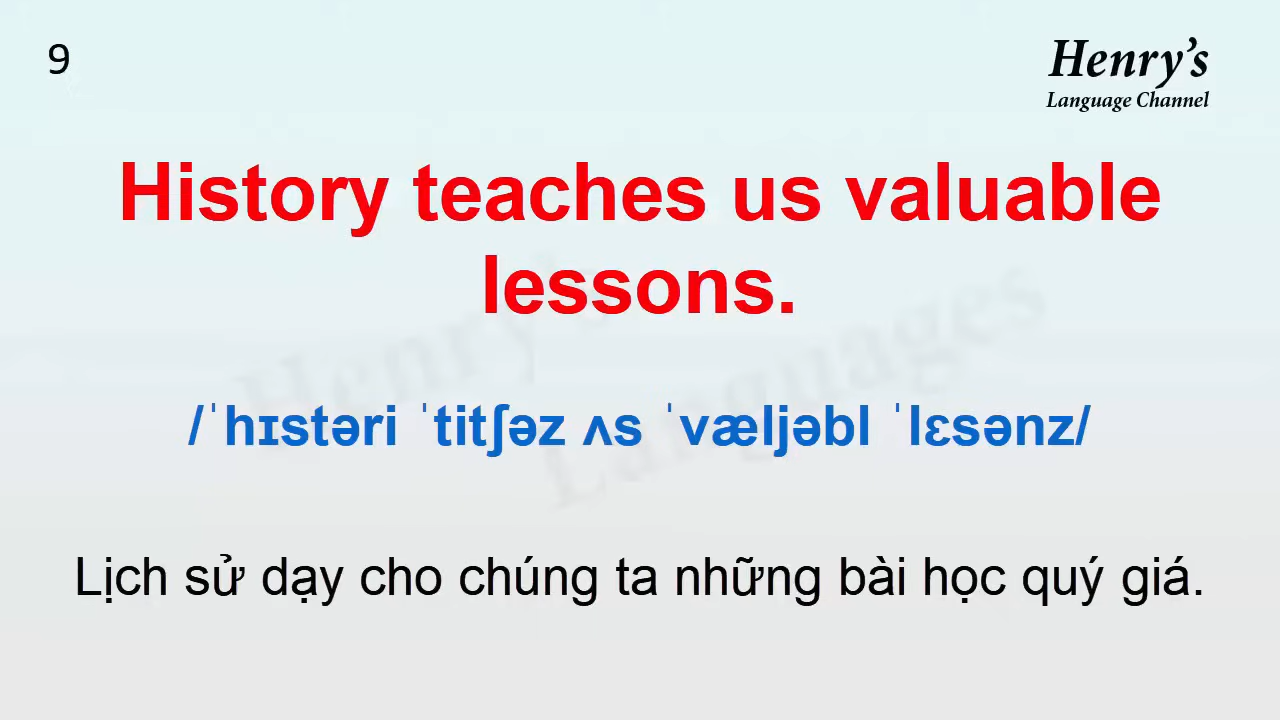 9
Henry's
Language Channel
History teaches us valuable
lessons.
Henry's
Languages
/ˈhɪstəri ˈtitʃəz ʌs ˈvæljəbl ˈlɛsənz/
Lịch sử dạy cho chúng ta những bài học quý giá.